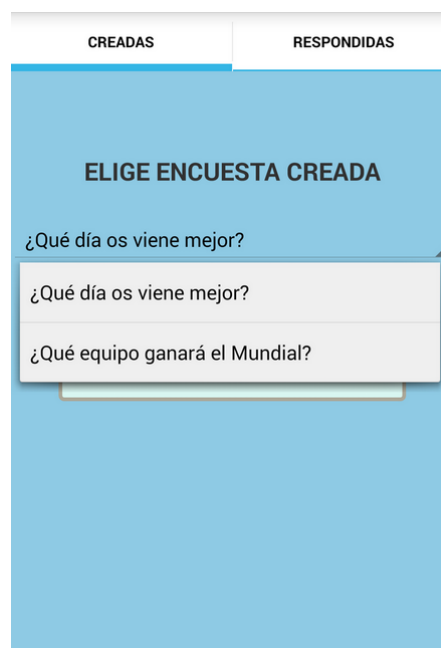 CREADAS
RESPONDIDAS
ELIGE ENCUESTA CREADA
¿Qué día os viene mejor?
¿Qué día os viene mejor?
¿Qué equipo ganará el Mundial?